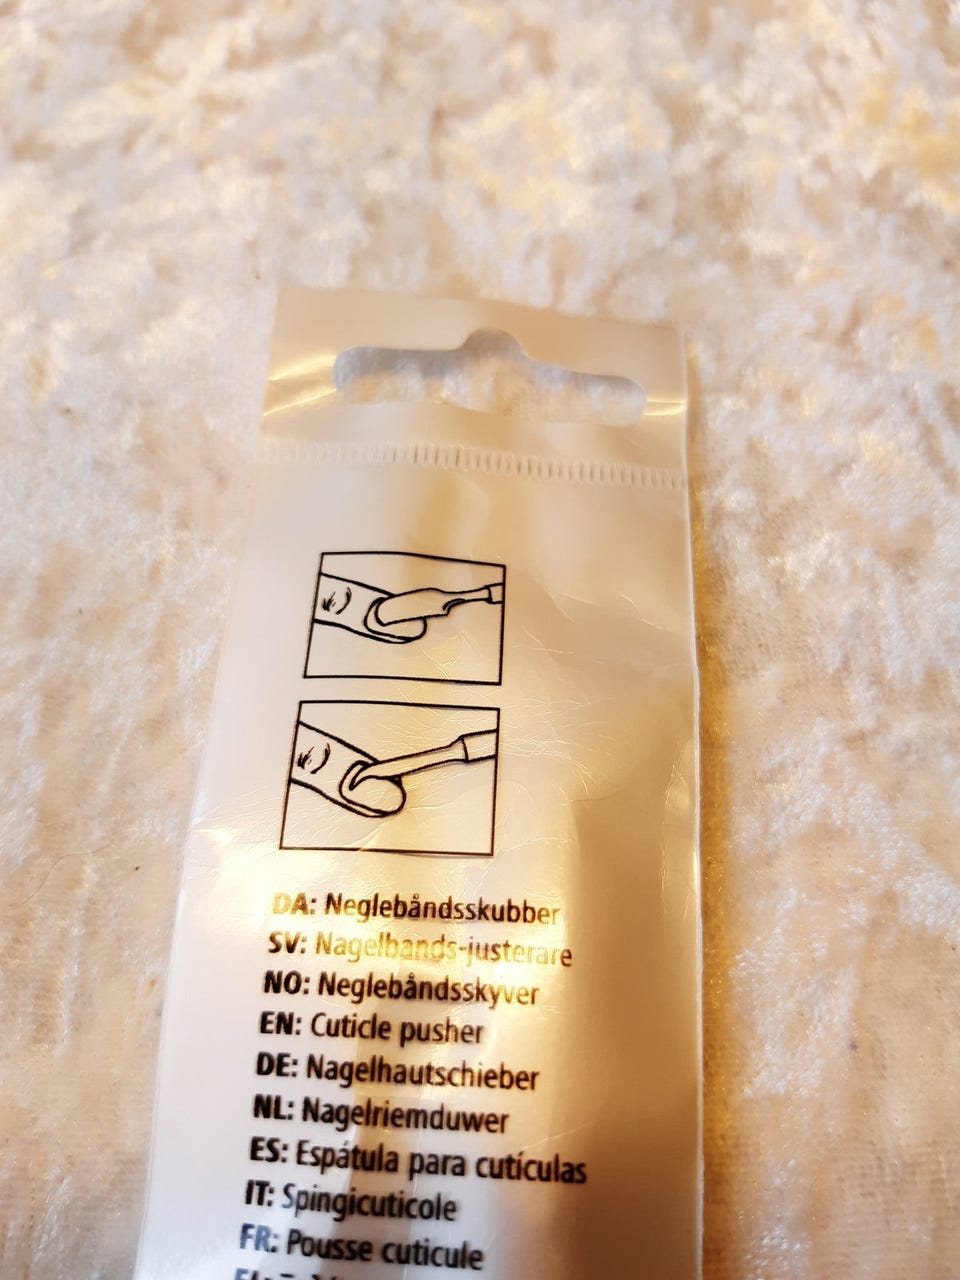 DA: Neglebåndsskubber
SV: Nagelbands-justerare
NO: Neglebåndsskyver
EN: Cuticle pusher
DE: Nagelhautschieber
NL: Nagelriemduwer
ES: Espátula para cutículas
IT: Spingicuticole
FR: Pousse cuticule